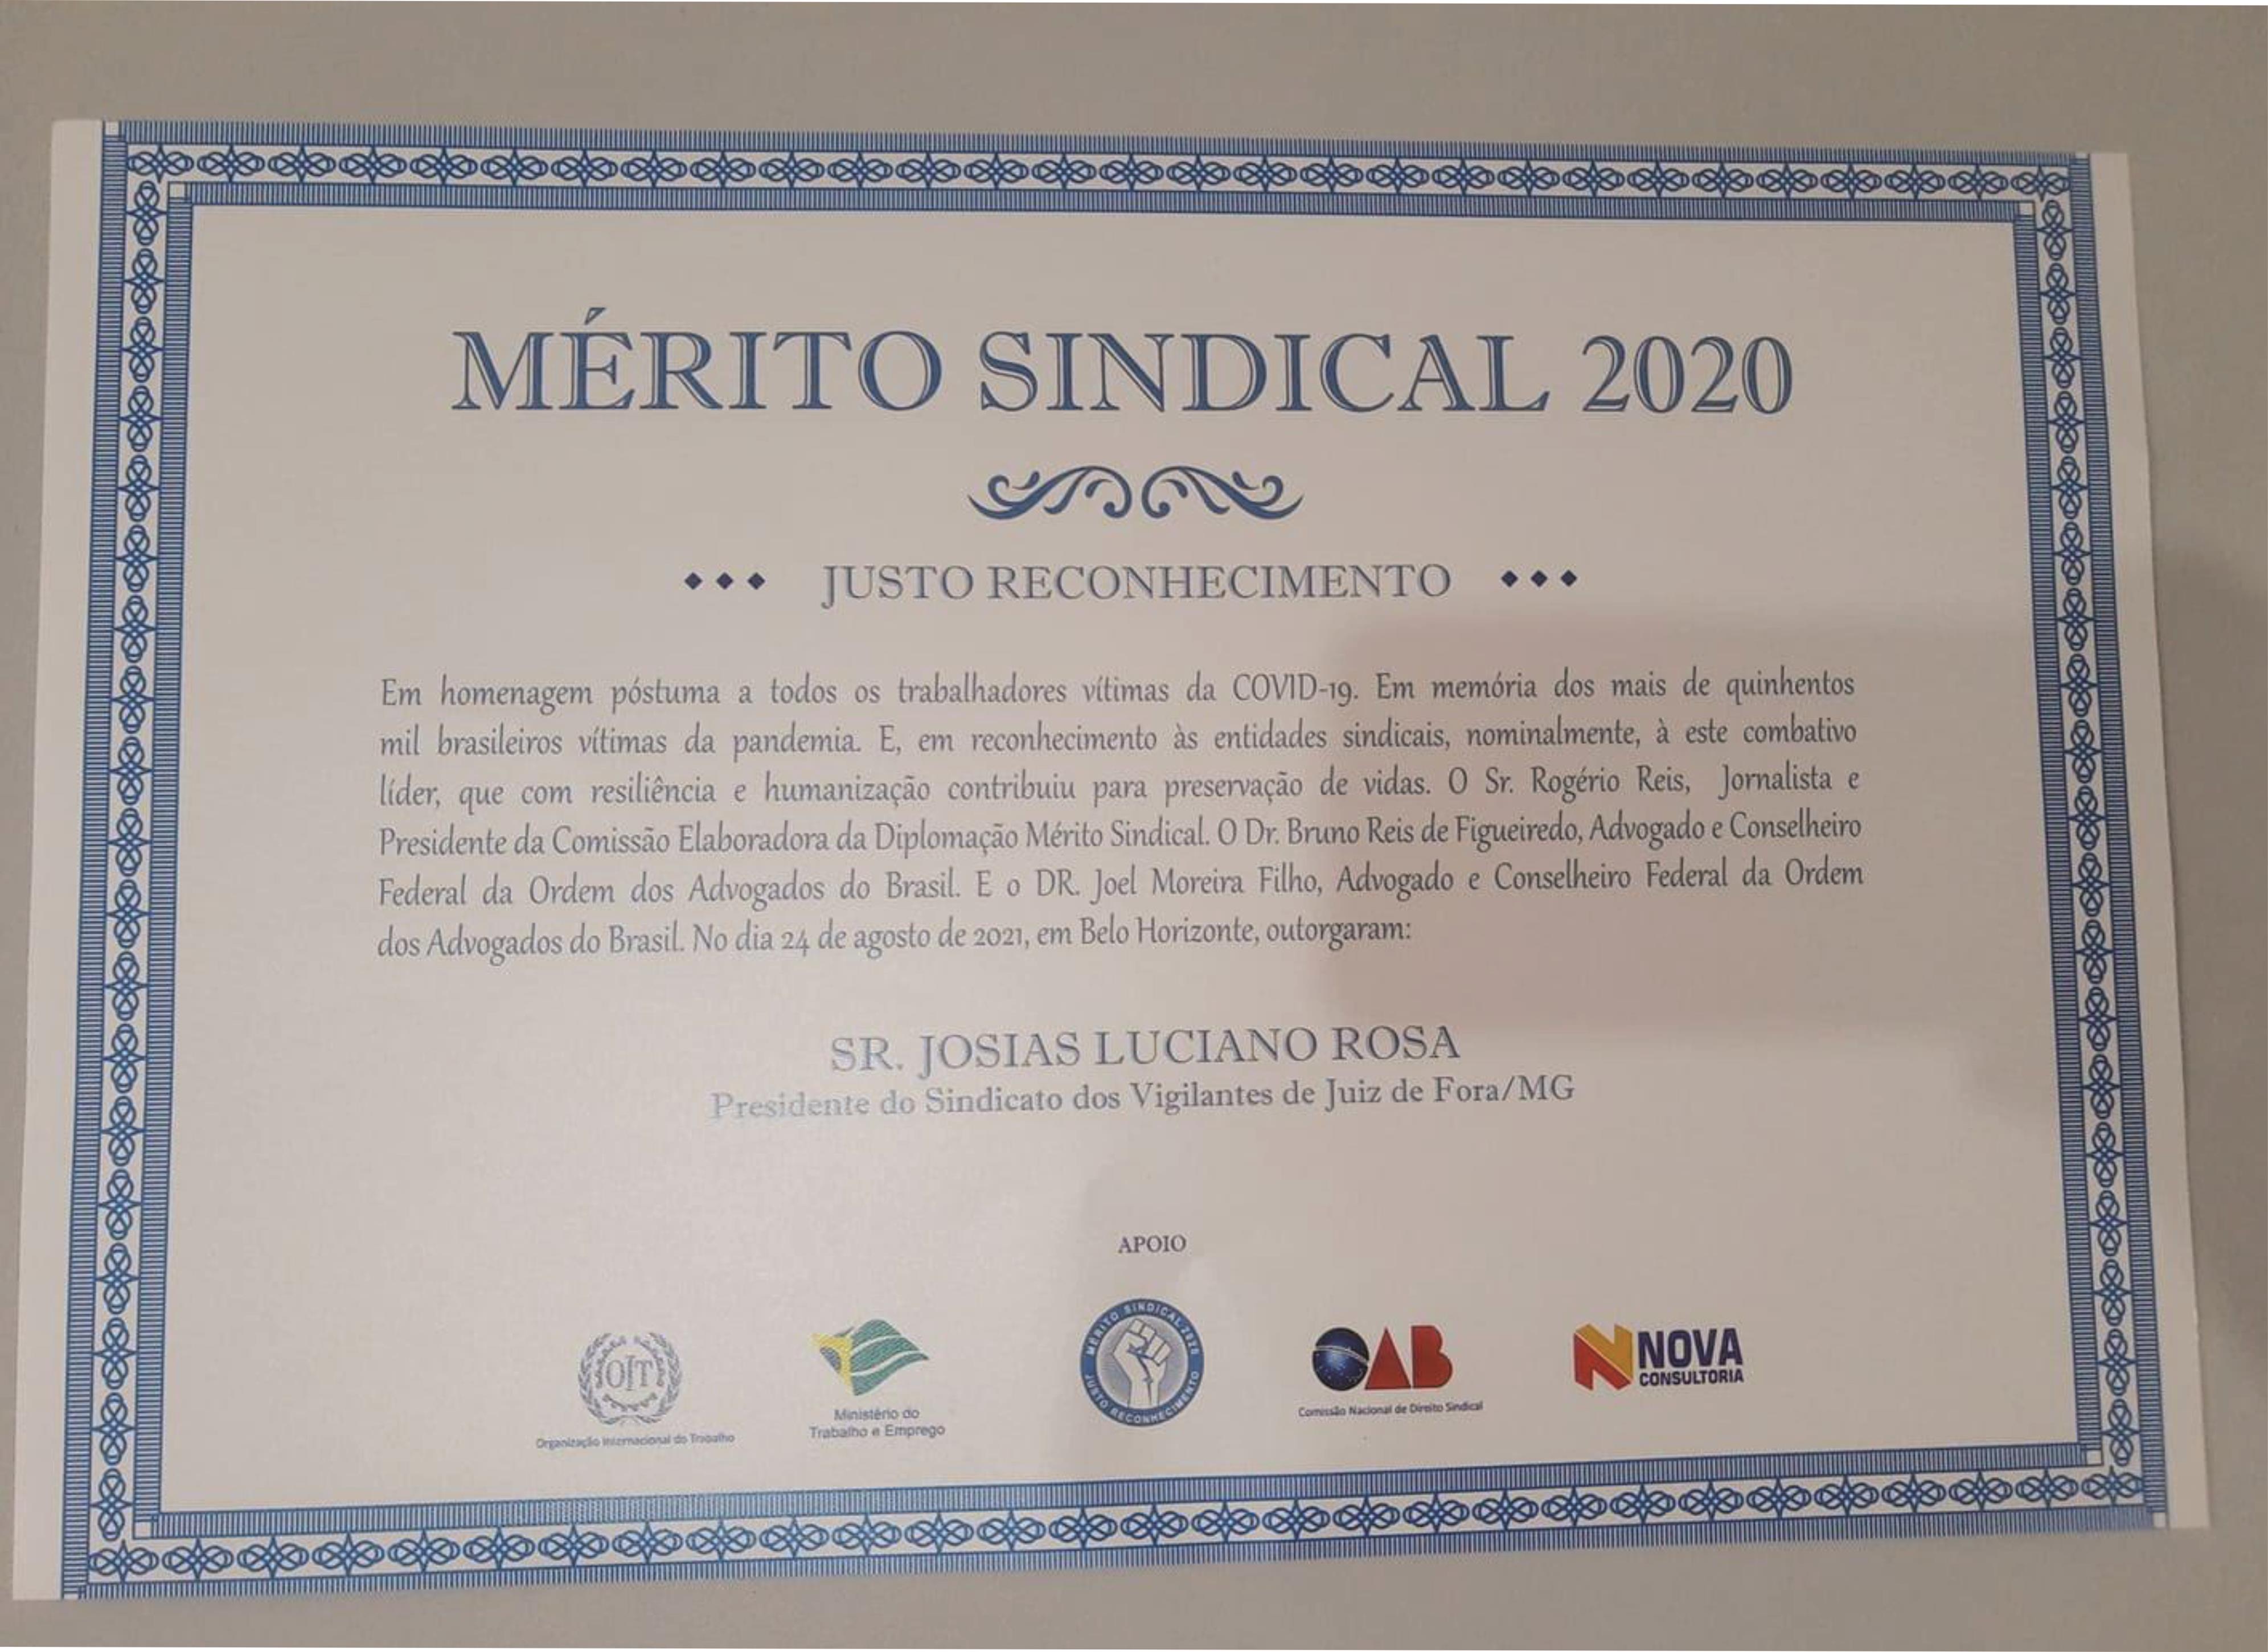 MÉRITO SINDICAL 2020
JUSTO RECONHECIMENTO
Em homenagem póstuma a todos os trabalhadores vítimas da COVID-19. Em memória dos mais de quinhentos
mil brasileiros vítimas da pandemia. E, em reconhecimento às entidades sindicais, nominalmente, à este combativo
líder, que com resiliência e humanização contribuiu para preservação de vidas. O Sr. Rogério Reis, Jornalista e
Presidente da Comissão Elaboradora da Diplomação Mérito Sindical. O Dr. Bruno Reis de Figueiredo, Advogado e Conselheiro
Federal da Ordem dos Advogados do Brasil. E o DR. Joel Moreira Filho, Advogado e Conselheiro Federal da Ordem
dos Advogados do Brasil. No dia 24 de agosto de 2021, em Belo Horizonte, outorgaram:
SR. JOSIAS LUCIANO ROSA
Presidente do Sindicato dos Vigilantes de Juiz de Fora/MG
APOIO
OIT
Organização Internacional do Trabalho
Ministério do
Trabalho e Emprego
MÉRITO SINDICAL 2020
JUSTO RECONHECIMENTO
OAB
Comissão Nacional de Direito Sindical
NOVA
CONSULTORIA